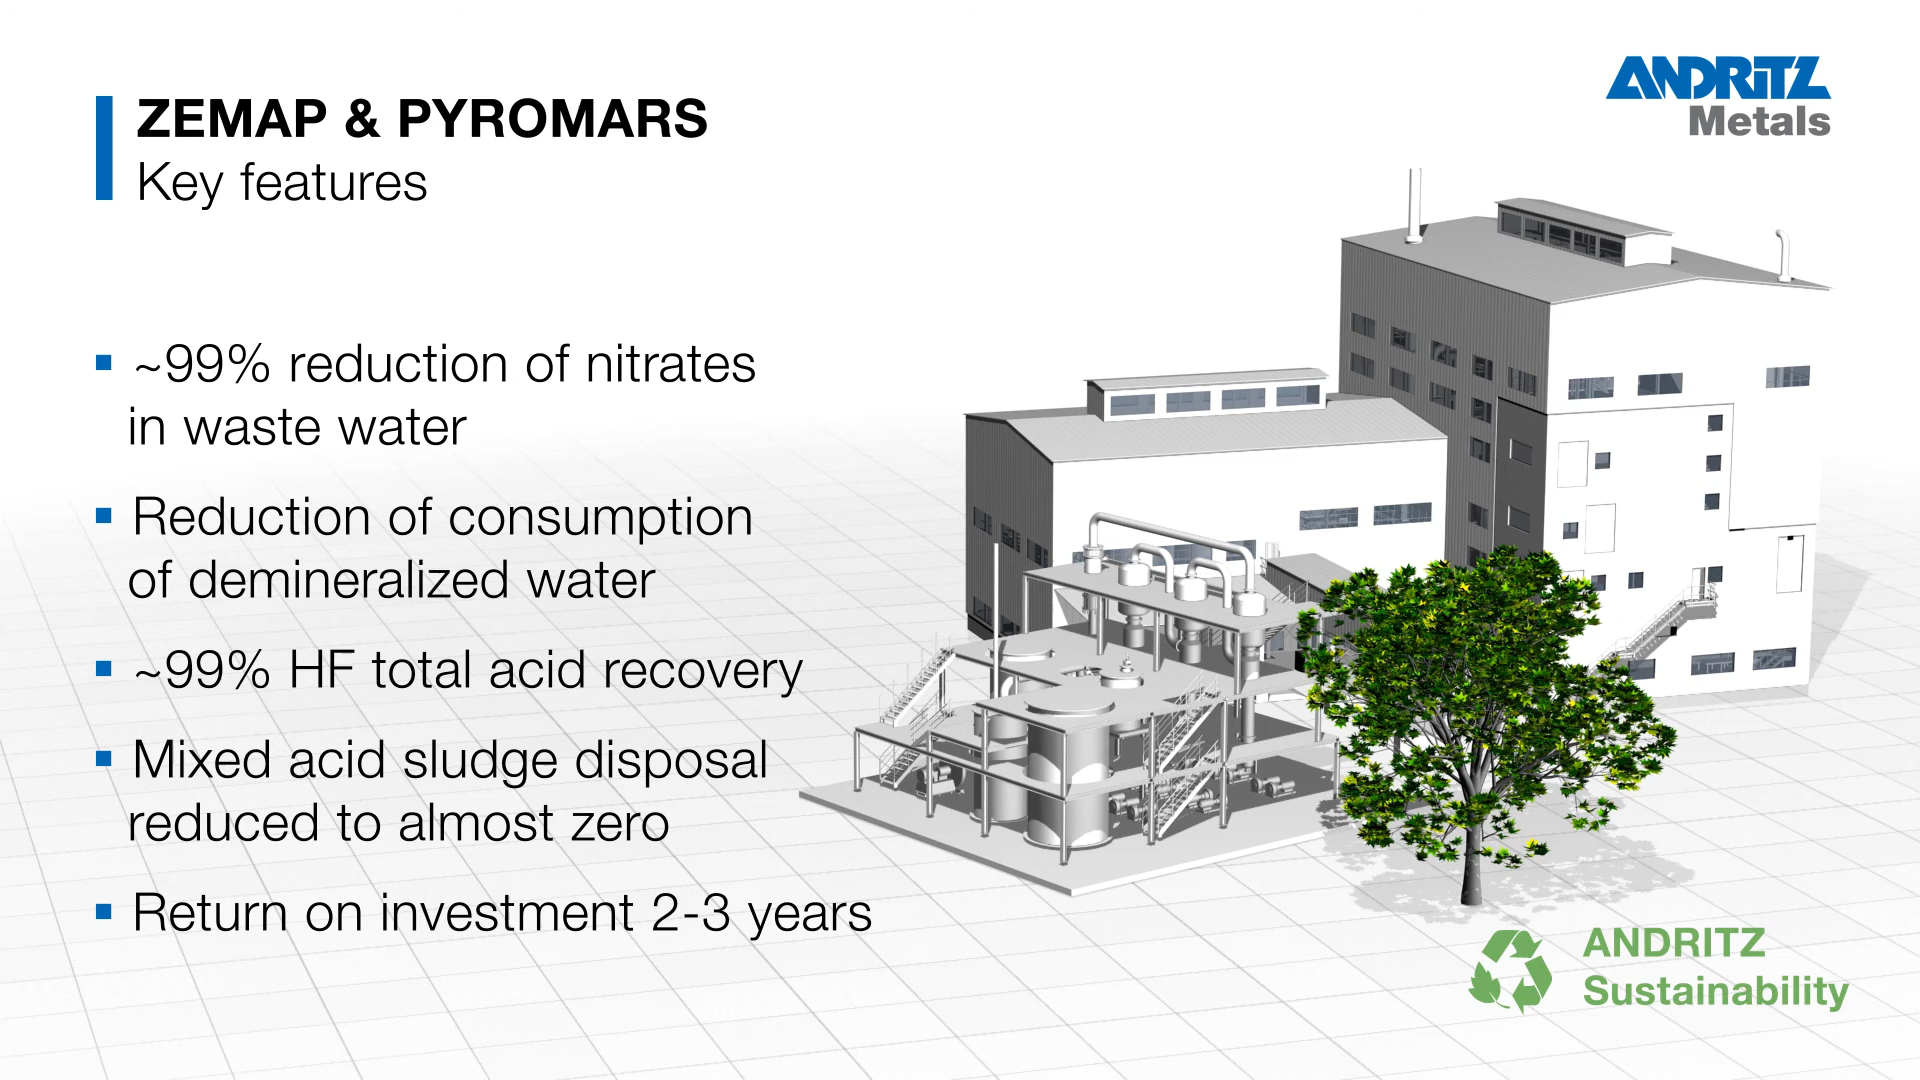 ANDRITZ
Metals
ZEMAP & PYROMARS
Key features
▪ ~99% reduction of nitrates
in waste water
▪ Reduction of consumption
of demineralized water
▪ ~99% HF total acid recovery
▪ Mixed acid sludge disposal
reduced to almost zero
▪ Return on investment 2-3 years
ANDRITZ
Sustainability